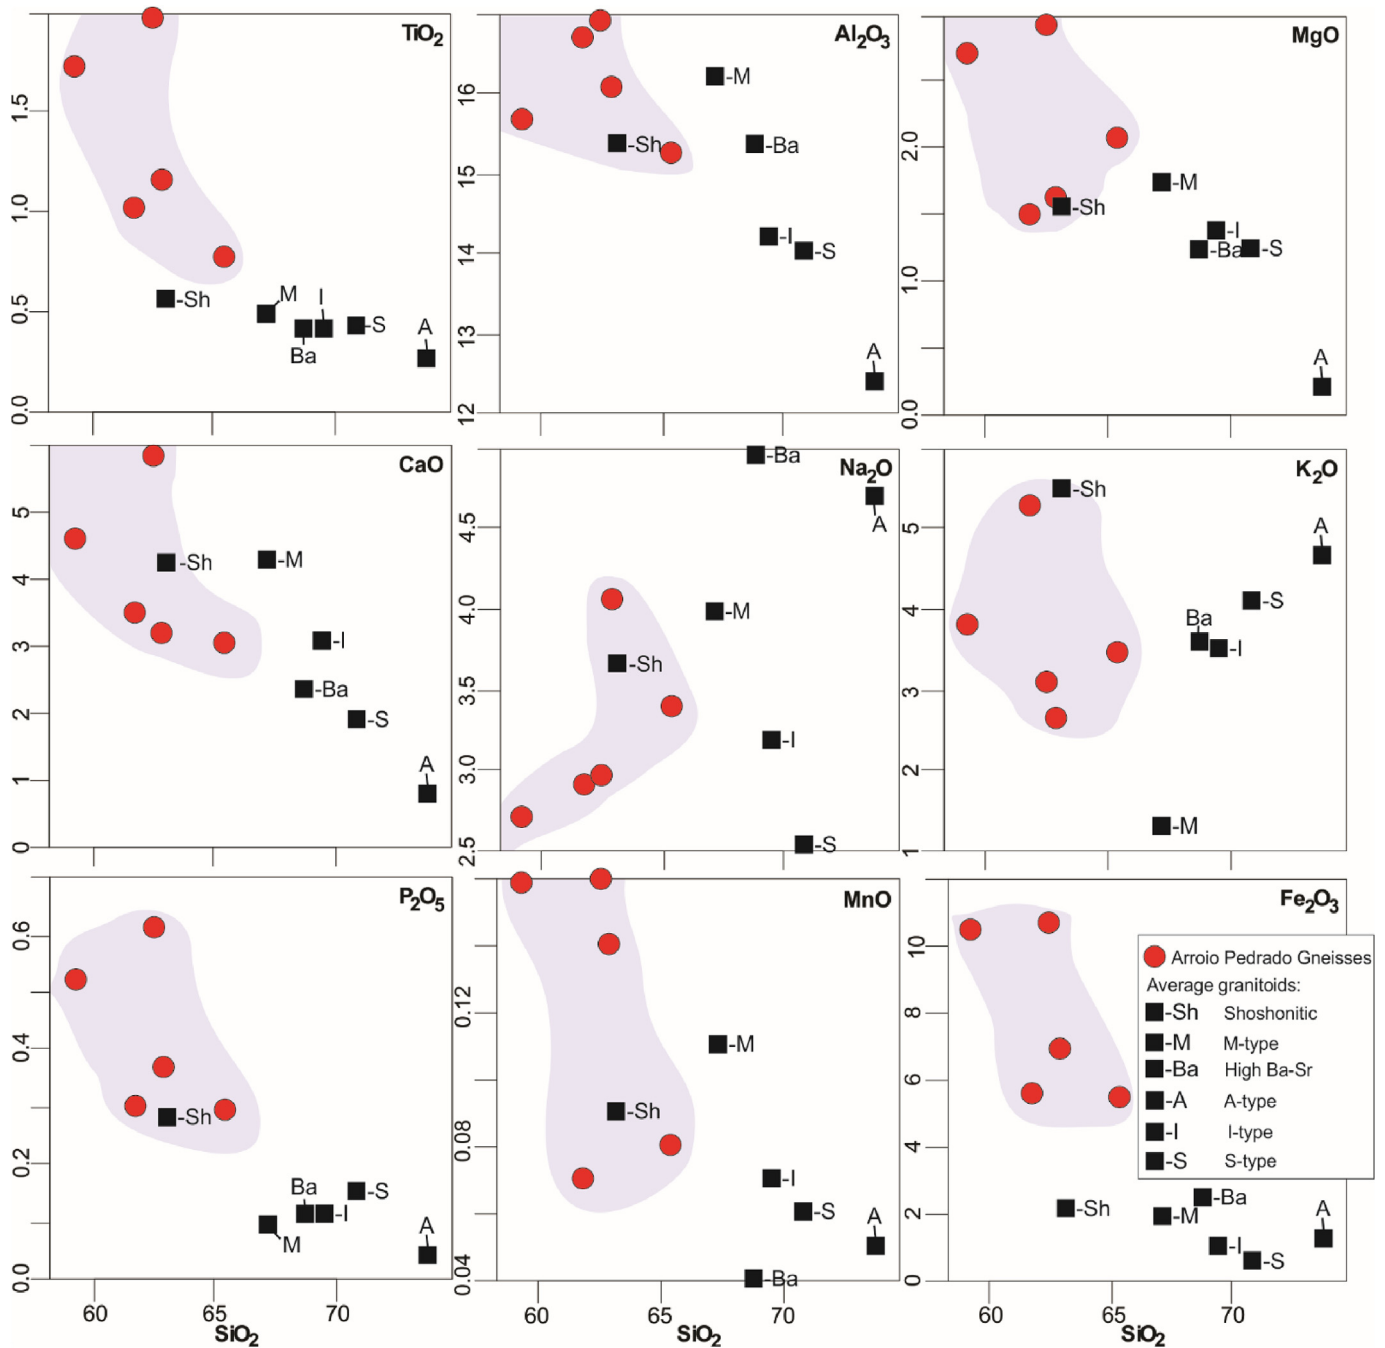 TiO2
1.5
1.0
0.5
0.0
-Sh
M
I
Ba
-S
A
Al2O3
16
15
14
13
12
-M
-Sh
-Ba
-I
-S
A
MgO
2.0
1.0
0.0
-M
-Sh
-I
-Ba
-S
A
CaO
5
4
3
2
1
0
-Sh
-M
-I
-Ba
-S
A
Na2O
4.5
4.0
3.5
3.0
2.5
-Ba
A
-M
-Sh
-I
-S
K2O
5
4
3
2
1
-Sh
A
-S
Ba
-I
-M
P2O5
0.6
0.4
0.2
0.0
-Sh
Ba
-S
-I
M
A
60 65 70
SiO2
MnO
0.12
0.08
0.04
-M
-Sh
-I
-S
A
-Ba
60 65 70
SiO2
Fe2O3
10
8
6
4
2
0
-Sh
-Ba
-M
-I
-S
A
60 65 70
SiO2
Arroio Pedrado Gneisses
Average granitoids:
-Sh Shoshonitic
-M M-type
-Ba High Ba-Sr
-A A-type
-I I-type
-S S-type